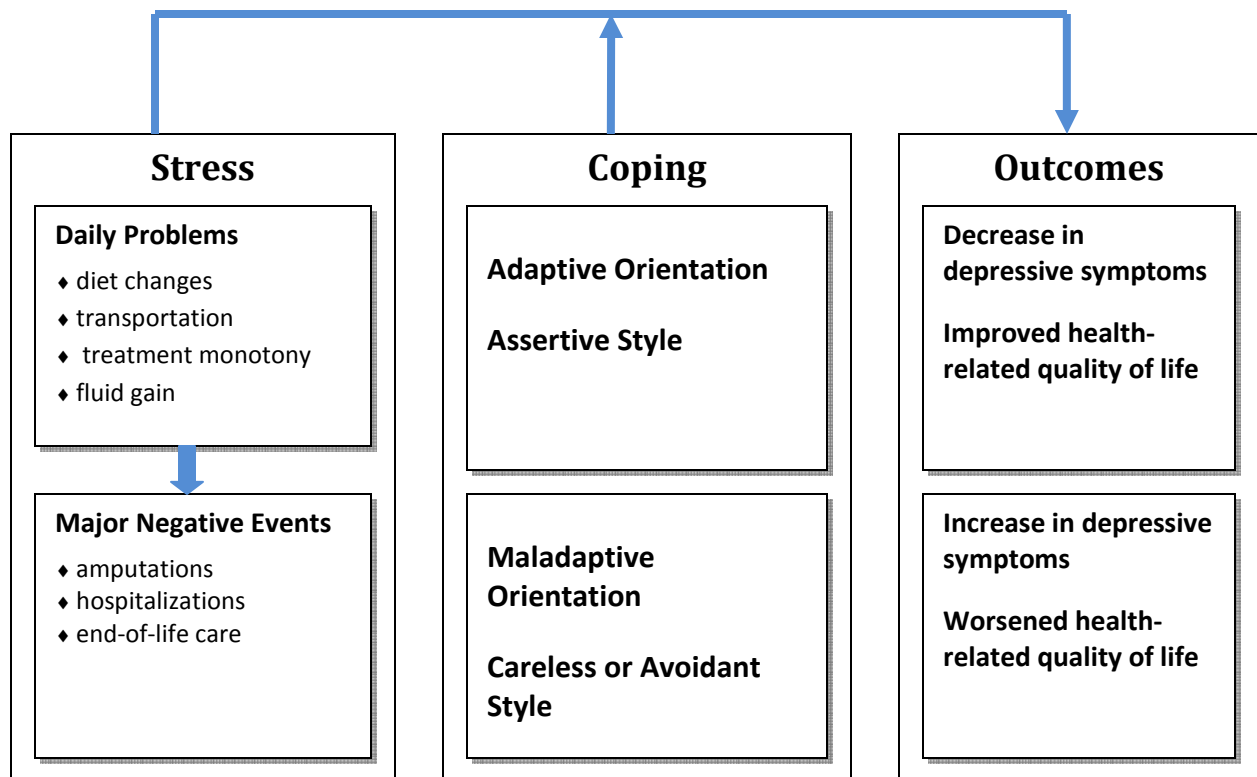 Stress
Daily Problems
♦ diet changes
♦ transportation
♦ treatment monotony
♦ fluid gain
Major Negative Events
♦ amputations
♦ hospitalizations
♦ end-of-life care
Coping
Adaptive Orientation
Assertive Style
Maladaptive
Orientation
Careless or Avoidant
Style
Outcomes
Decrease in
depressive symptoms
Improved health-
related quality of life
Increase in depressive
symptoms
Worsened health-
related quality of life